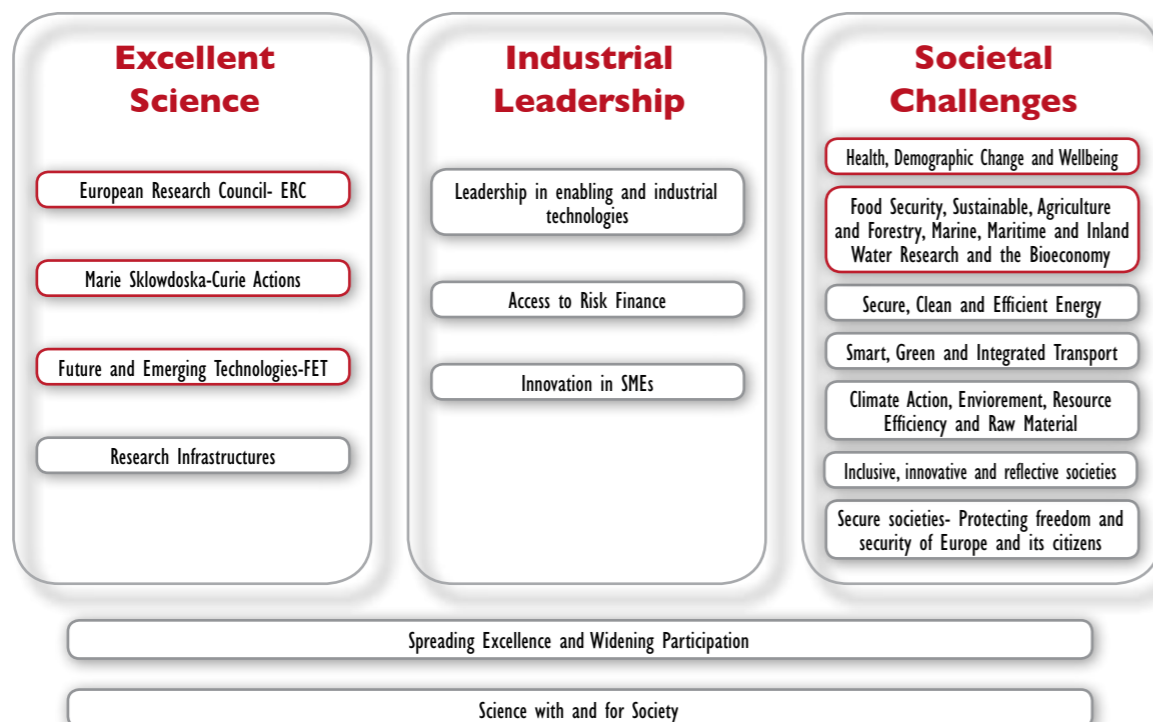 Excellent
Science
European Research Council- ERC
Marie Sklowdoska-Curie Actions
Future and Emerging Technologies-FET
Research Infrastructures
Industrial
Leadership
Leadership in enabling and industrial
technologies
Access to Risk Finance
Innovation in SMEs
Societal
Challenges
Health, Demographic Change and Wellbeing
Food Security, Sustainable, Agriculture
and Forestry, Marine, Maritime and Inland
Water Research and the Bioeconomy
Secure, Clean and Efficient Energy
Smart, Green and Integrated Transport
Climate Action, Enviorement, Resource
Efficiency and Raw Material
Inclusive, innovative and reflective societies
Secure societies- Protecting freedom and
security of Europe and its citizens
Spreading Excellence and Widening Participation
Science with and for Society